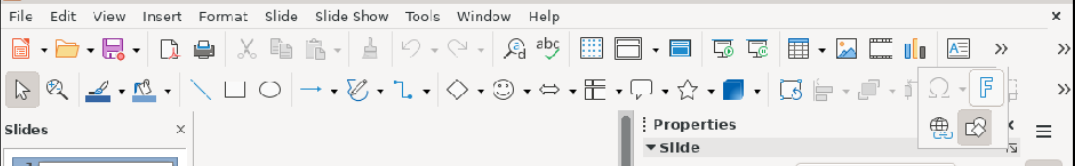 File Edit View Insert Format Slide Slide Show Tools Window Help
Slides
Properties
Slide